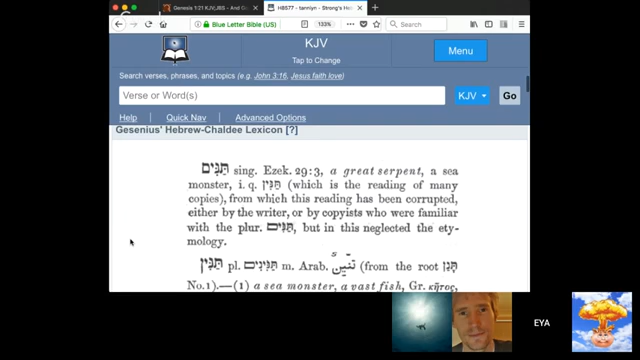 Genesis 1:21 KJV;JBS - And G
H8577 - tanniyn - Strong's He
Blue Letter Bible (US)
133%
KJV
Tap to Change
Menu
Search verses, phrases, and topics (e.g. John 3:16, Jesus faith love)
Verse or Word(s)
KJV
Go
Help
Quick Nav
Advanced Options
Gesenius' Hebrew-Chaldee Lexicon [?]
תַּנִּים sing. Ezek. 29:3, a great serpent, a sea
monster, i. q. תַּנִּין (which is the reading of many
copies), from which this reading has been corrupted,
either by the writer, or by copyists who were familiar
with the plur. תַּנִּים, but in this neglected the ety-
mology.
תַּנִּין pl. תַּנִּינִים m. Arab. تنين (from the root תָּנַן
No. 1).—(1) a sea monster, a vast fish, Gr. κῆτος,
EYA